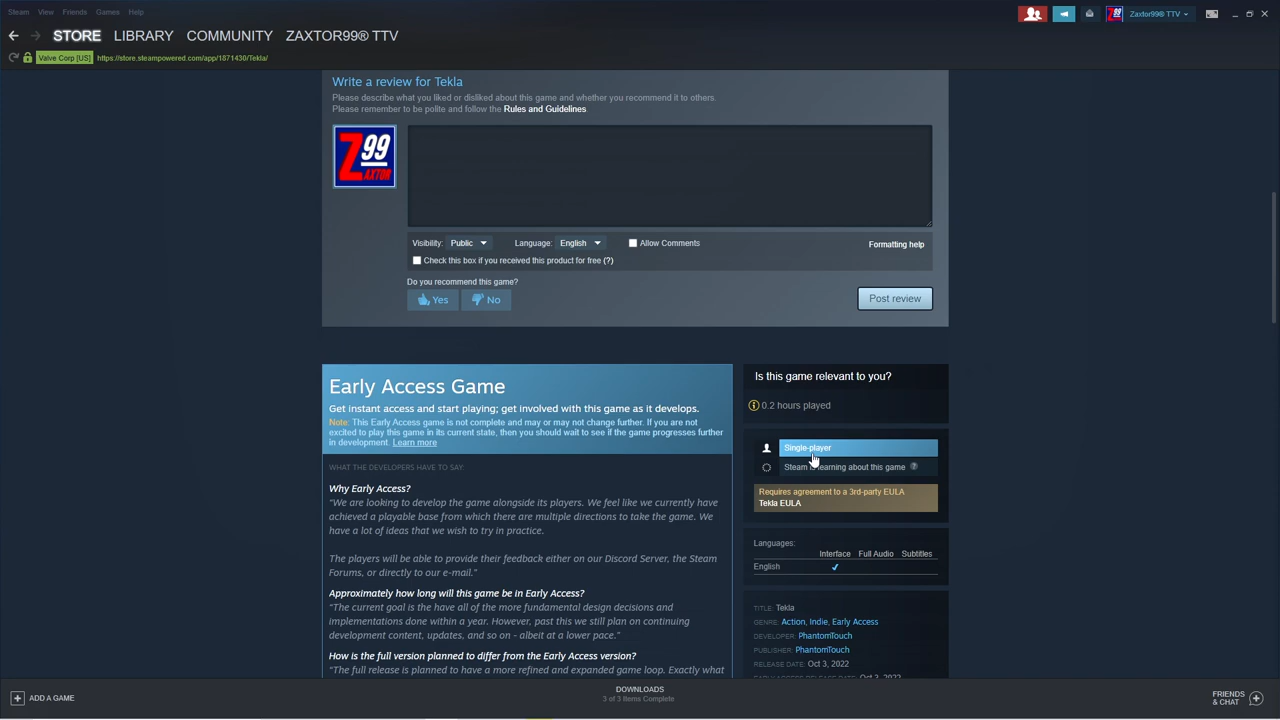 Steam View Friends Games Help
Zaxtor99® TTV
STORE LIBRARY COMMUNITY ZAXTOR99® TTV
Valve Corp [US] https://store.steampowered.com/app/1871430/Tekla/
Write a review for Tekla
Please describe what you liked or disliked about this game and whether you recommend it to others.
Please remember to be polite and follow the Rules and Guidelines.
Z 99
ZAXTOR
Visibility: Public Language: English Allow Comments Formatting help
Check this box if you received this product for free (?)
Do you recommend this game?
Yes No
Post review
Early Access Game
Get instant access and start playing; get involved with this game as it develops.
Note: This Early Access game is not complete and may or may not change further. If you are not
excited to play this game in its current state, then you should wait to see if the game progresses further
in development. Learn more
WHAT THE DEVELOPERS HAVE TO SAY:
Why Early Access?
“We are looking to develop the game alongside its players. We feel like we currently have
achieved a playable base from which there are multiple directions to take the game. We
have a lot of ideas that we wish to try in practice.
The players will be able to provide their feedback either on our Discord Server, the Steam
Forums, or directly to our e-mail.”
Approximately how long will this game be in Early Access?
“The current goal is the have all of the more fundamental design decisions and
implementations done within a year. However, past this we still plan on continuing
development content, updates, and so on - albeit at a lower pace.”
How is the full version planned to differ from the Early Access version?
“The full release is planned to have a more refined and expanded game loop. Exactly what
Is this game relevant to you?
0.2 hours played
Single-player
Steam is learning about this game ?
Requires agreement to a 3rd-party EULA
Tekla EULA
Languages:
Interface Full Audio Subtitles
English ✔
TITLE: Tekla
GENRE: Action, Indie, Early Access
DEVELOPER: PhantomTouch
PUBLISHER: PhantomTouch
RELEASE DATE: Oct 3, 2022
EARLY ACCESS RELEASE DATE: Oct 3, 2022
ADD A GAME
DOWNLOADS
3 of 3 Items Complete
FRIENDS
& CHAT